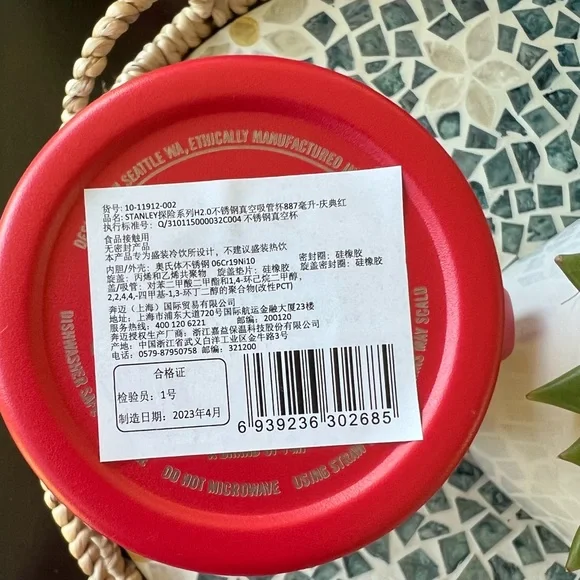 SEATTLE WA, ETHICALLY MANUFACTURED
货号: 10-11912-002
品名: STANLEY探险系列H2.0不锈钢真空吸管杯887毫升-庆典红
执行标准号: Q/310115000032C004 不锈钢真空杯
食品接触用
无密封产品
本产品专为盛装冷饮所设计，不建议盛装热饮
内胆/外壳: 奥氏体不锈钢 06Cr19Ni10 密封圈: 硅橡胶
旋盖: 丙烯和乙烯共聚物 旋盖垫片: 硅橡胶 旋盖密封圈: 硅橡胶
盖/吸管: 对苯二甲酸二甲酯和1,4-环己烷二甲醇，
2,2,4,4,-四甲基-1,3-环丁二醇的聚合物(改性PCT)
奔迈（上海）国际贸易有限公司
地址: 上海市浦东大道720号国际航运金融大厦23楼
服务热线: 400 120 6221 邮编: 200120
奔迈授权生产厂商: 浙江嘉益保温科技股份有限公司
产地: 中国浙江省武义白洋工业区金牛路3号
电话: 0579-87950758 邮编: 321200
合格证
检验员: 1号
制造日期: 2023年4月
6 939236 302685
DISHWASHER
MAY SCALD
DO NOT MICROWAVE
USING STRAW